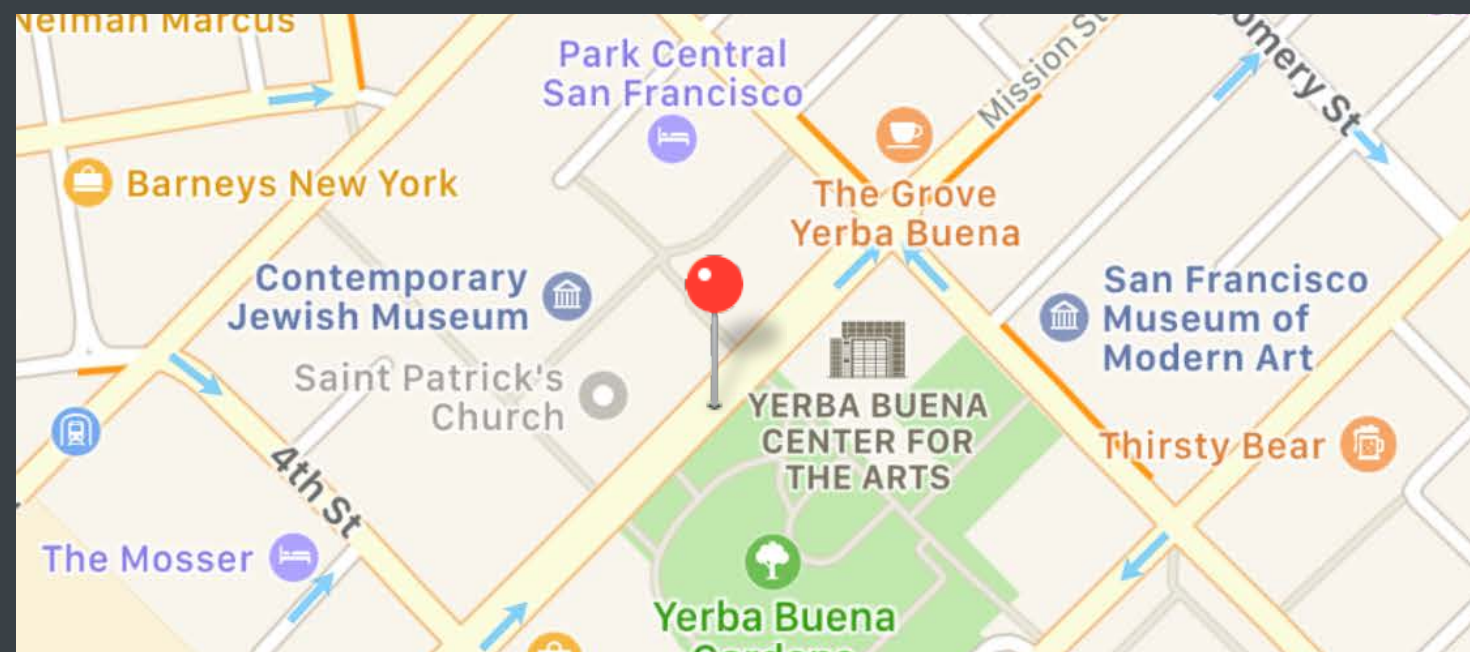 Neiman Marcus
Park Central
San Francisco
Mission St
omery St
Barneys New York
The Grove
Yerba Buena
Contemporary
Jewish Museum
San Francisco
Museum of
Modern Art
Saint Patrick's
Church
YERBA BUENA
CENTER FOR
THE ARTS
Thirsty Bear
4th St
The Mosser
Yerba Buena
Gardens